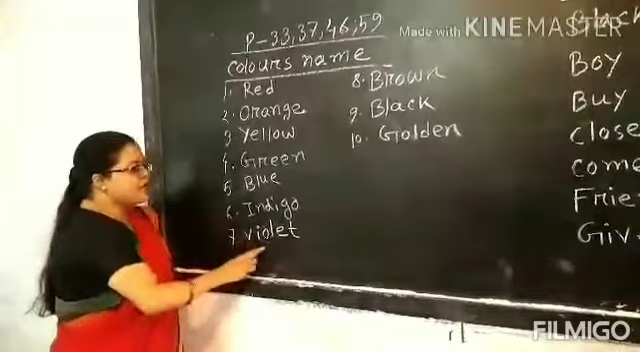 P-33,37,46,59
Made with KINEMASTER
Colours name
1. Red
2. Orange
3 Yellow
4. Green
5 Blue
6. Indigo
7 Violet
8. Brown
9. Black
10. Golden
Black
Boy
Buy
Close
Come
FILMIGO